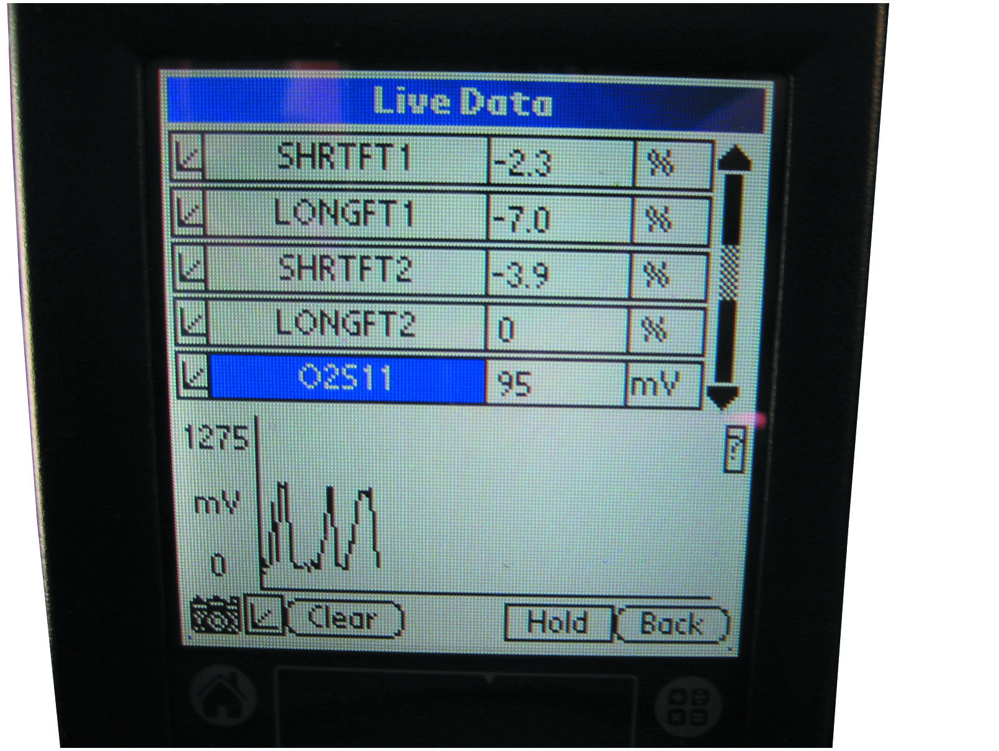 Live Data
SHRTFT1 -2.3 %
LONGFT1 -7.0 %
SHRTFT2 -3.9 %
LONGFT2 0 %
O2S11 95 mV
1275
mV
0
?
Clear Hold Back